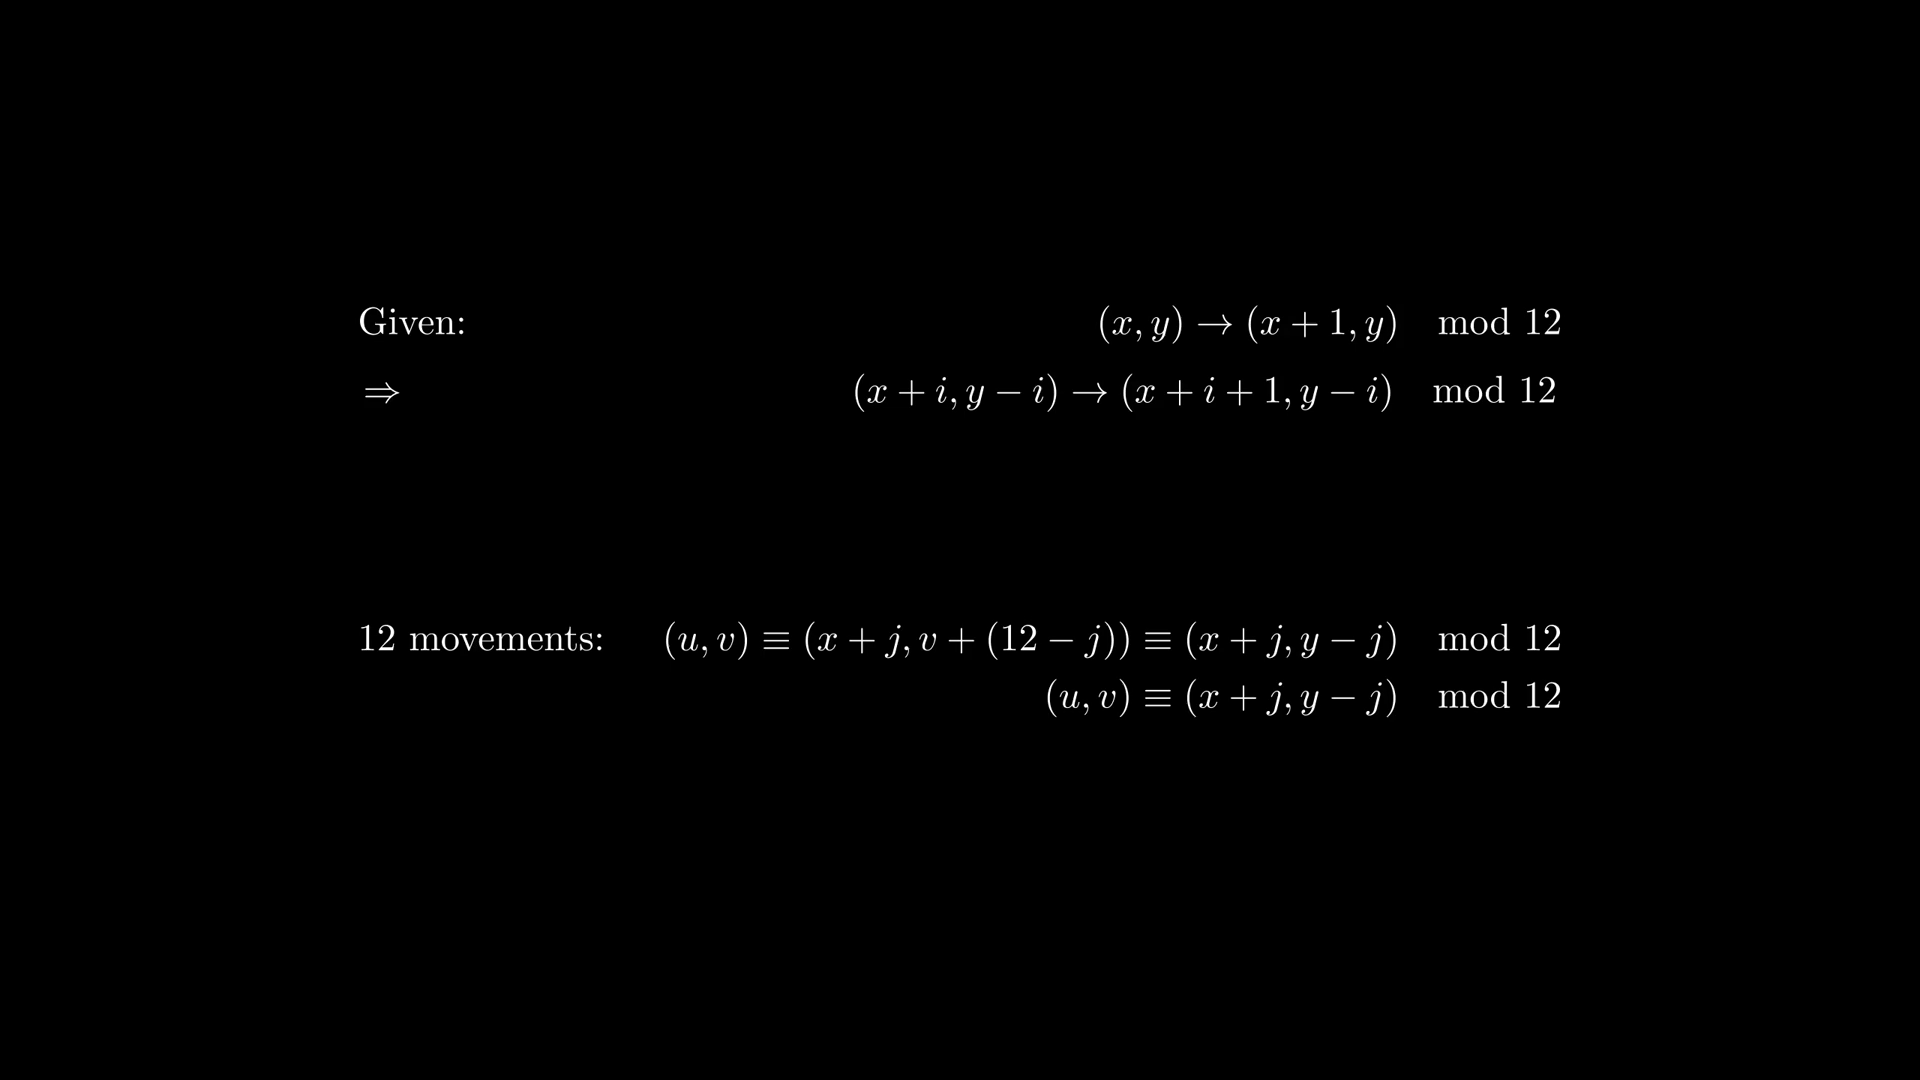 Given: (x, y) → (x + 1, y) mod 12
⇒ (x + i, y − i) → (x + i + 1, y − i) mod 12
12 movements: (u, v) ≡ (x + j, v + (12 − j)) ≡ (x + j, y − j) mod 12
(u, v) ≡ (x + j, y − j) mod 12